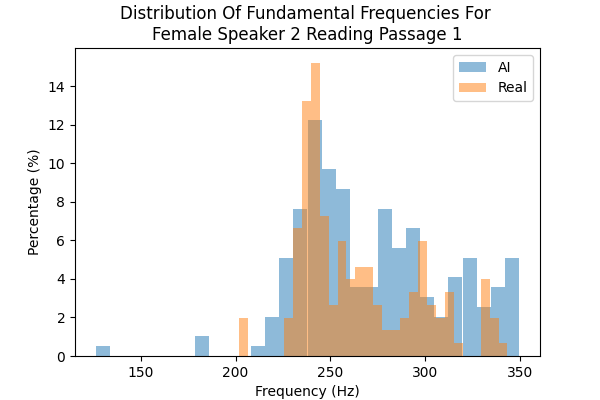 Distribution Of Fundamental Frequencies For
Female Speaker 2 Reading Passage 1
AI
Real
14
12
10
8
6
4
2
0
Percentage (%)
150
200
250
300
350
Frequency (Hz)